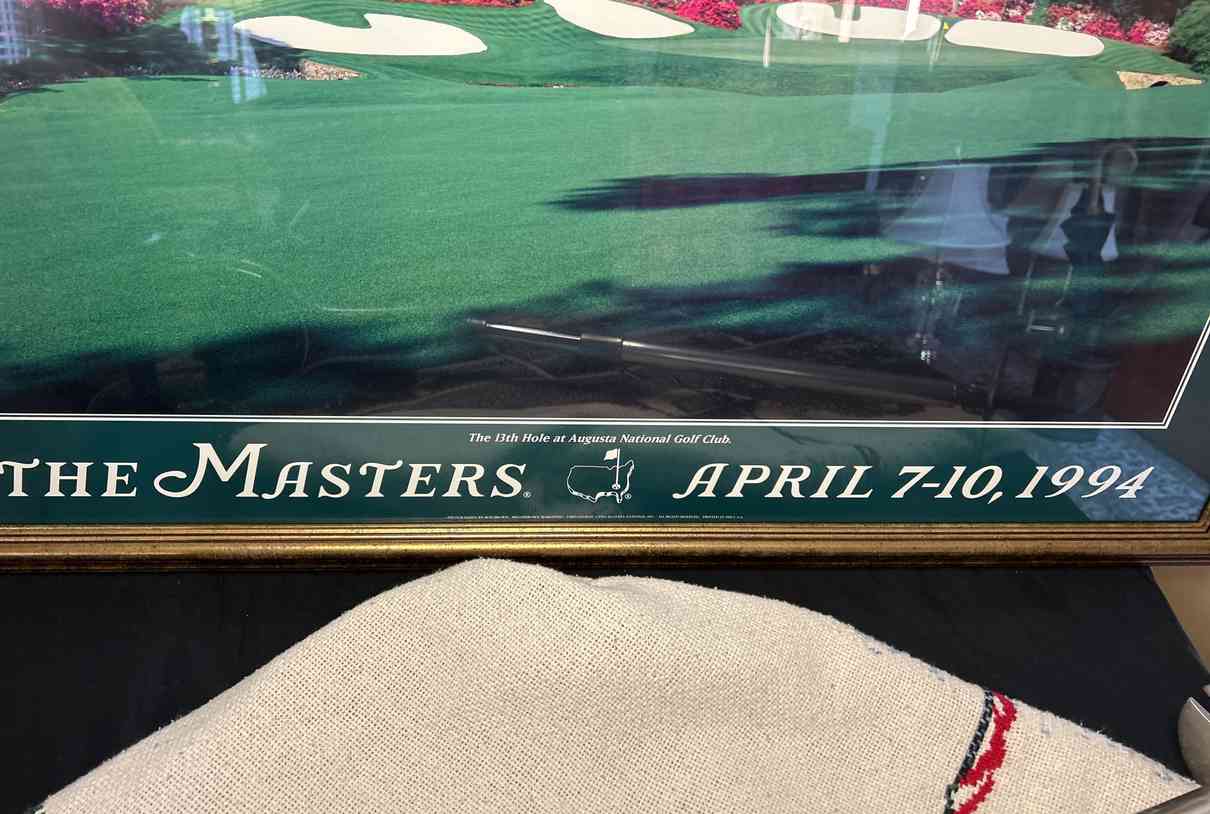 The 13th Hole at Augusta National Golf Club.
THE MASTERS® APRIL 7-10, 1994